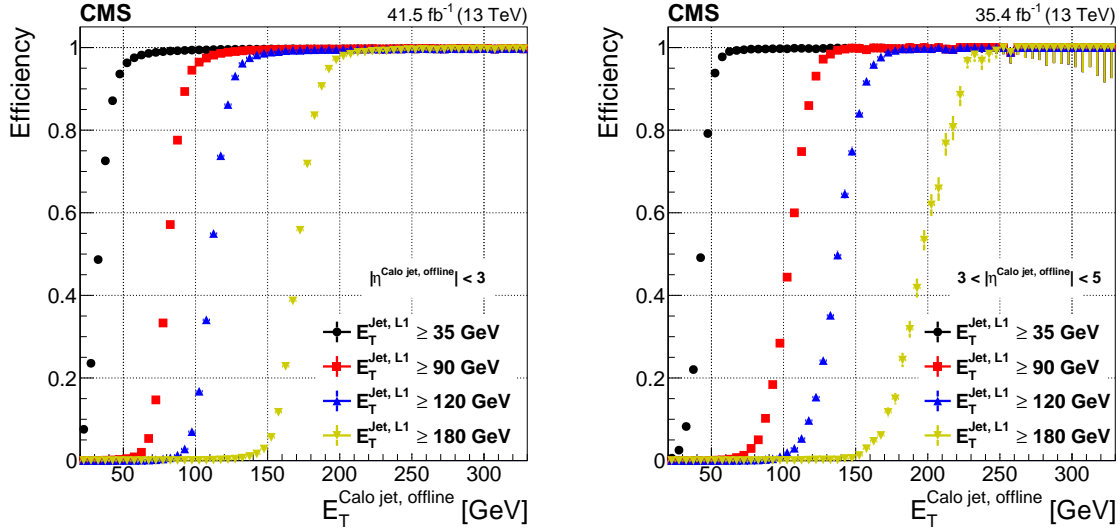 CMS 41.5 fb⁻¹ (13 TeV)
Efficiency
1
0.8
0.6
0.4
0.2
0
|η^Calo jet, offline| < 3
E_T^Jet, L1 ≥ 35 GeV
E_T^Jet, L1 ≥ 90 GeV
E_T^Jet, L1 ≥ 120 GeV
E_T^Jet, L1 ≥ 180 GeV
50 100 150 200 250 300
E_T^Calo jet, offline [GeV]
CMS 35.4 fb⁻¹ (13 TeV)
Efficiency
1
0.8
0.6
0.4
0.2
0
3 < |η^Calo jet, offline| < 5
E_T^Jet, L1 ≥ 35 GeV
E_T^Jet, L1 ≥ 90 GeV
E_T^Jet, L1 ≥ 120 GeV
E_T^Jet, L1 ≥ 180 GeV
50 100 150 200 250 300
E_T^Calo jet, offline [GeV]